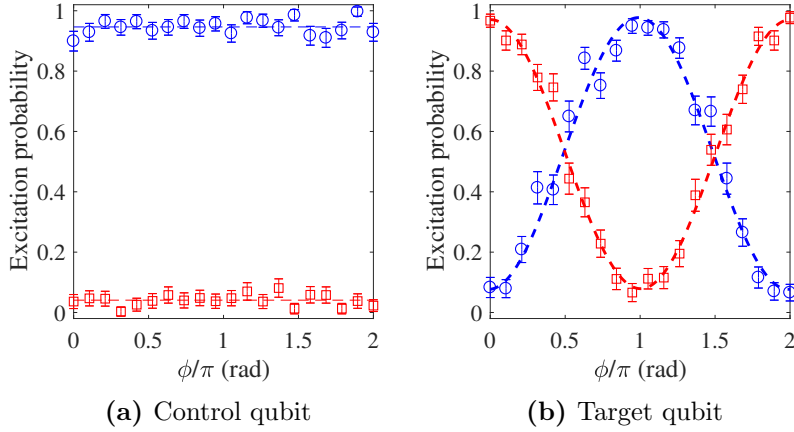 1
0.8
0.6
0.4
0.2
0
Excitation probability
0 0.5 1 1.5 2
ϕ/π (rad)
(a) Control qubit
1
0.8
0.6
0.4
0.2
0
Excitation probability
0 0.5 1 1.5 2
ϕ/π (rad)
(b) Target qubit